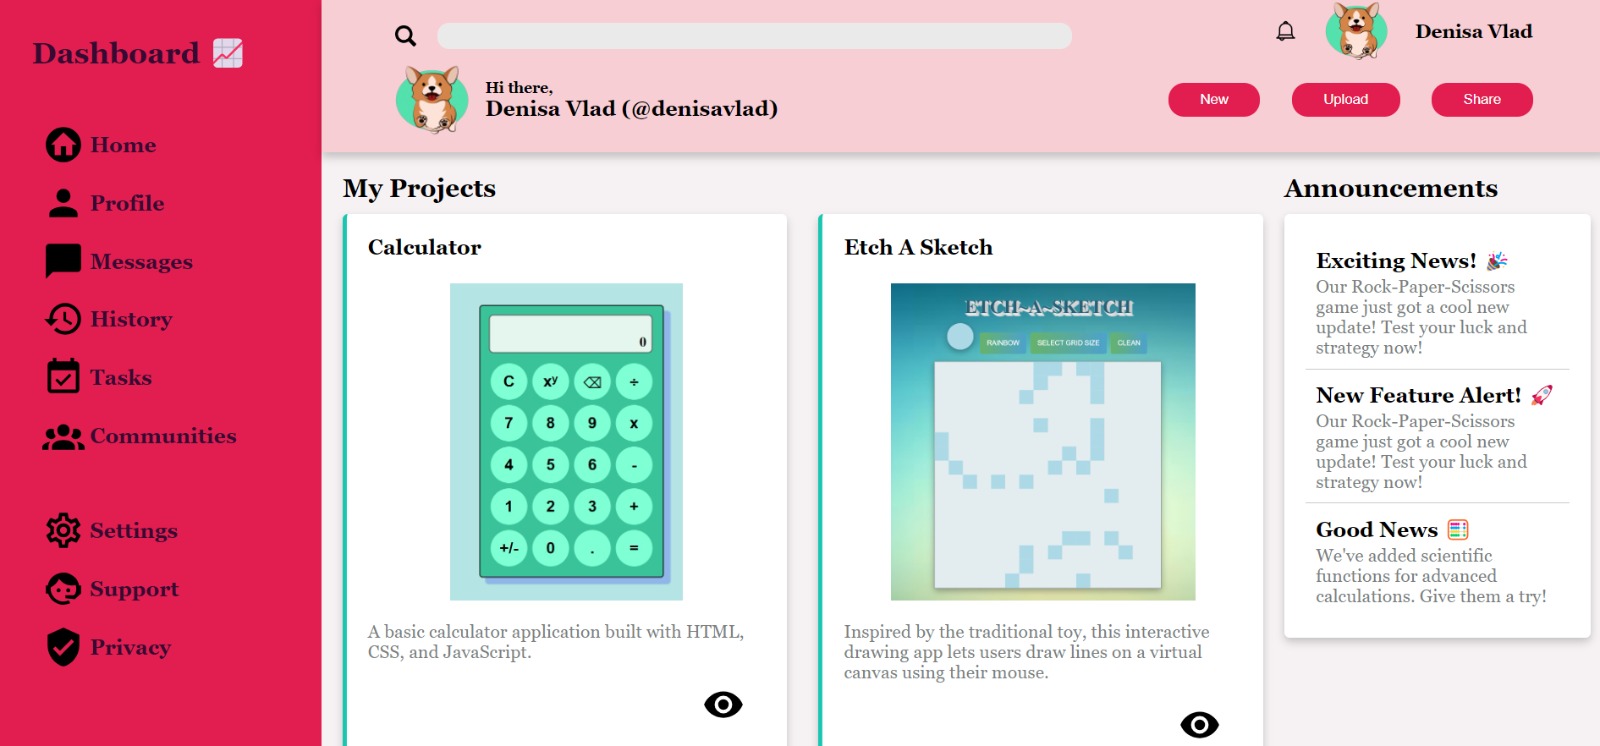 Dashboard
Home
Profile
Messages
History
Tasks
Communities
Settings
Support
Privacy
Denisa Vlad
Hi there,
Denisa Vlad (@denisavlad)
New
Upload
Share
My Projects
Calculator
0
C xʸ ⌫ ÷
7 8 9 x
4 5 6 -
1 2 3 +
+/- 0 . =
A basic calculator application built with HTML,
CSS, and JavaScript.
Etch A Sketch
ETCH-A-SKETCH
RAINBOW SELECT GRID SIZE CLEAN
Inspired by the traditional toy, this interactive
drawing app lets users draw lines on a virtual
canvas using their mouse.
Announcements
Exciting News! 🎉
Our Rock-Paper-Scissors
game just got a cool new
update! Test your luck and
strategy now!
New Feature Alert! 🚀
Our Rock-Paper-Scissors
game just got a cool new
update! Test your luck and
strategy now!
Good News 🧮
We've added scientific
functions for advanced
calculations. Give them a try!